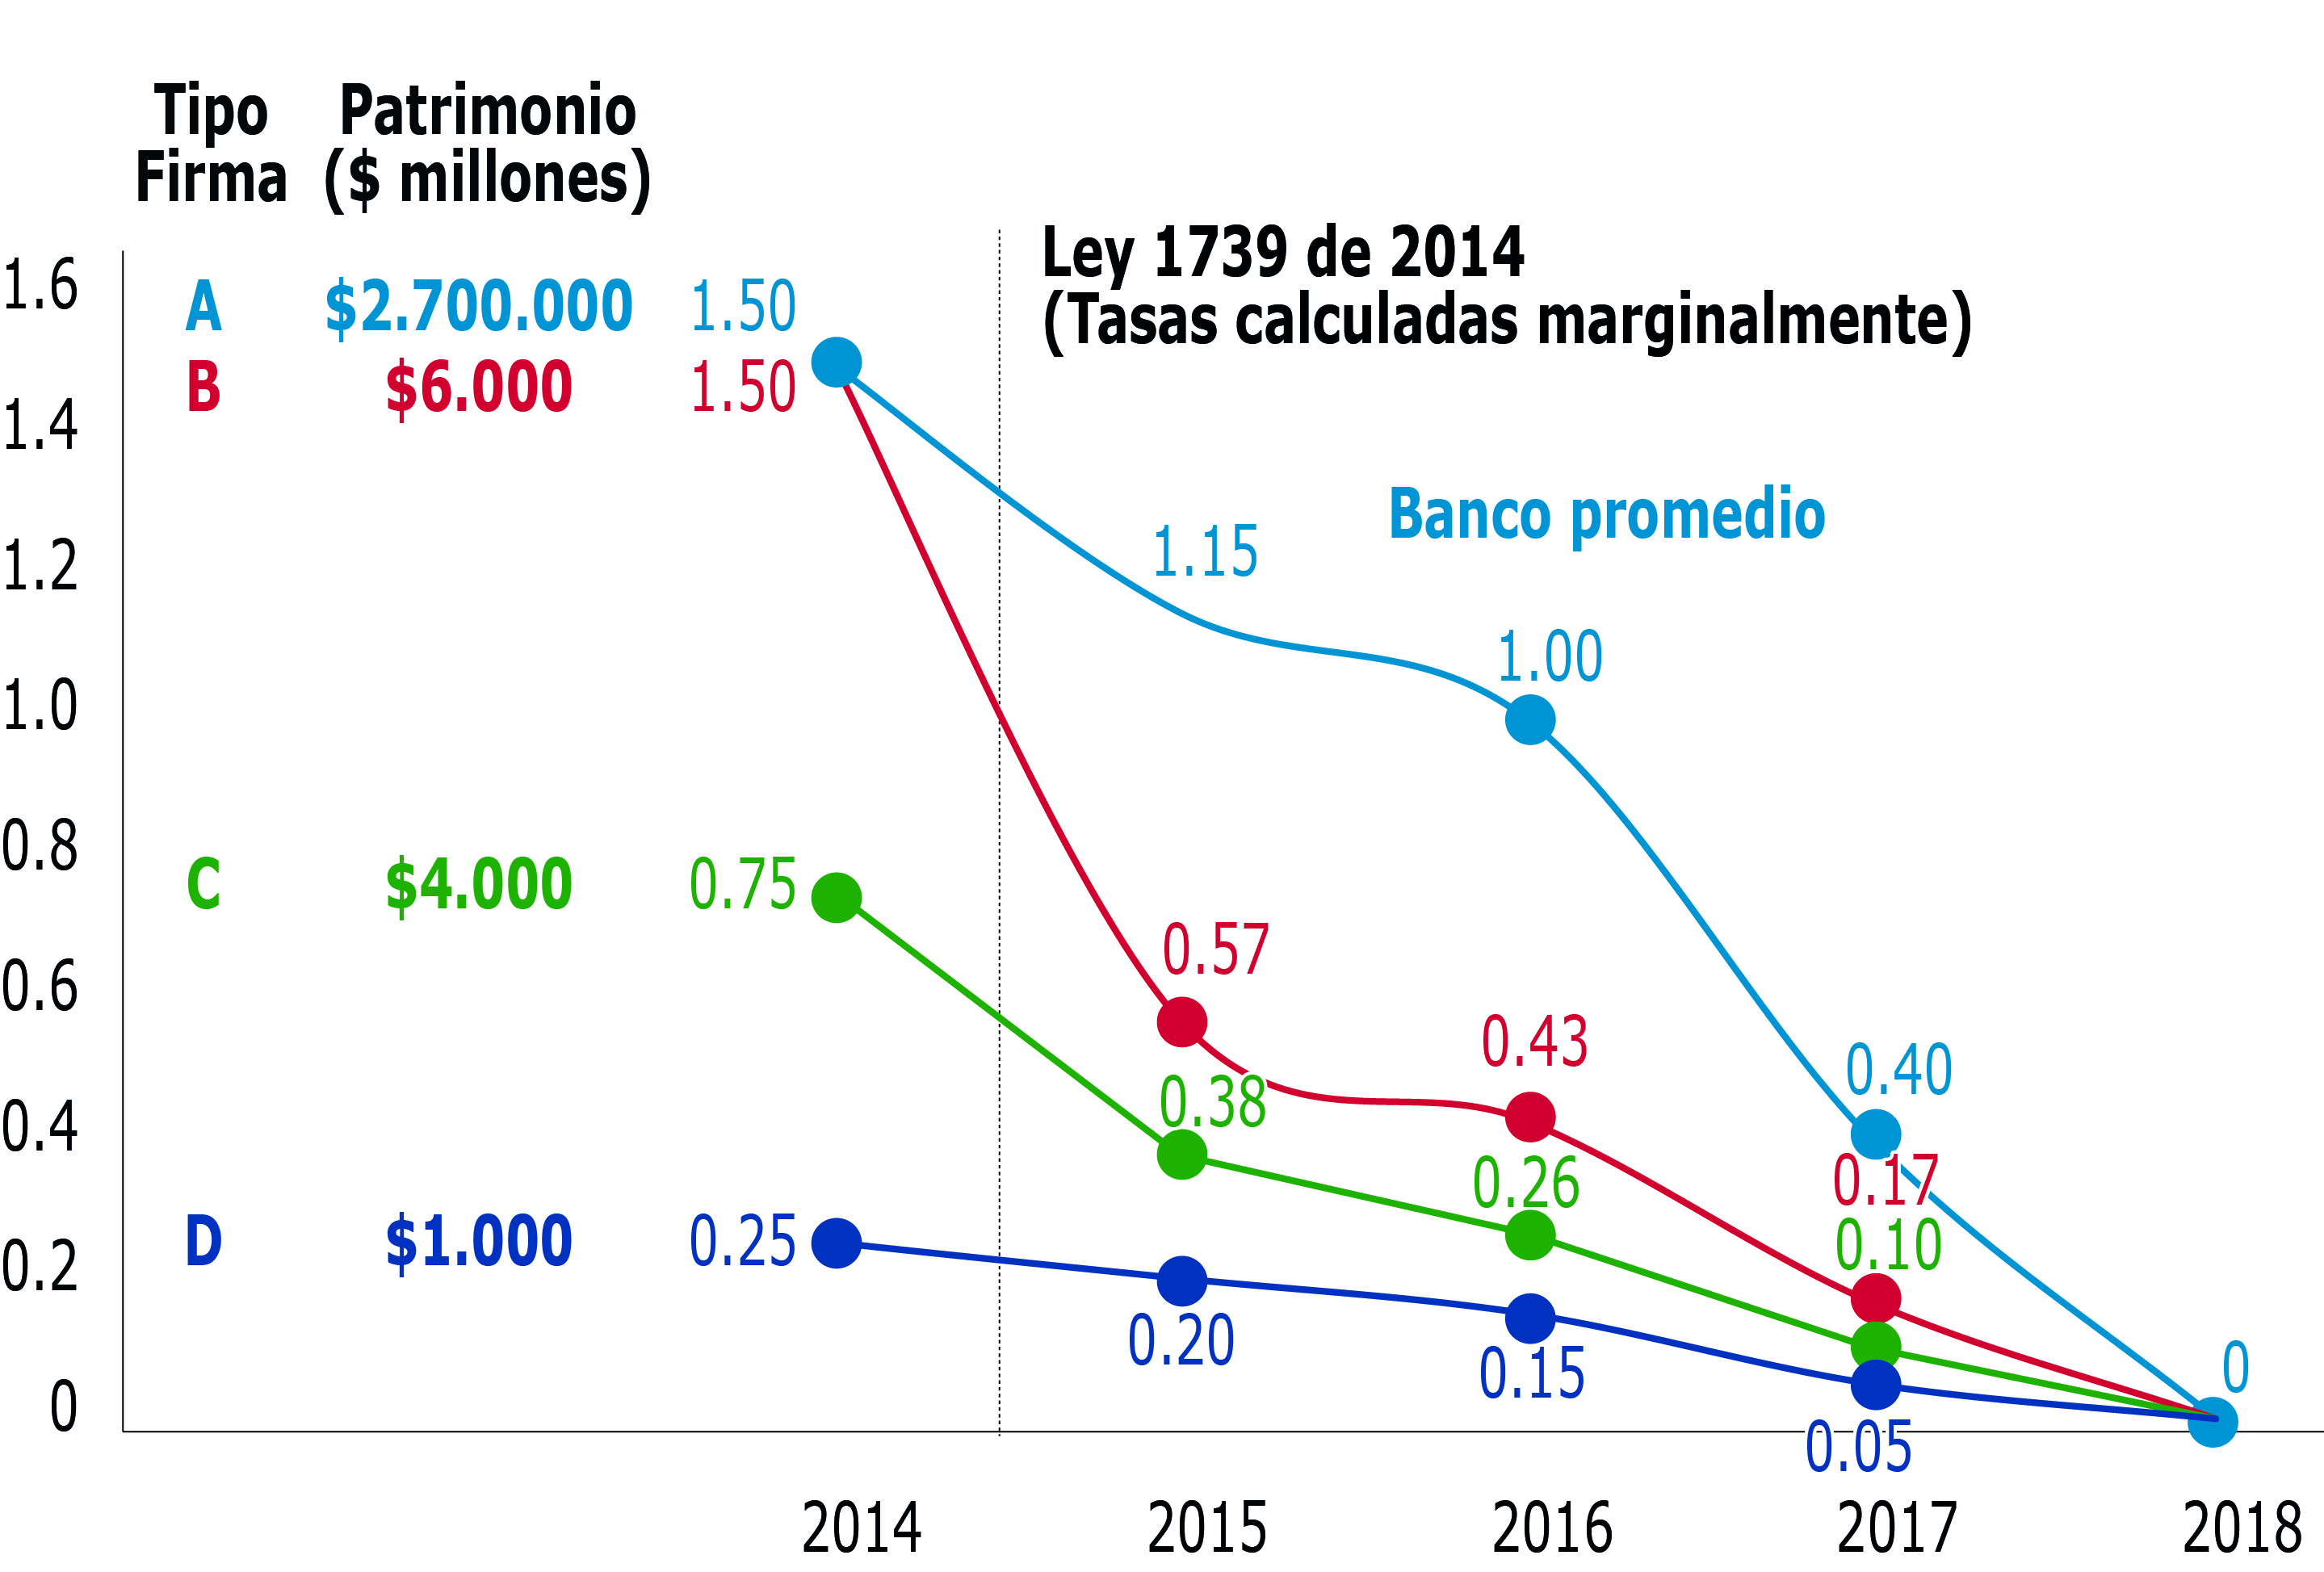 Tipo Patrimonio
Firma ($ millones)
Ley 1739 de 2014
(Tasas calculadas marginalmente)
1.6
A $2.700.000 1.50
B $6.000 1.50
1.4
Banco promedio
1.2
1.15
1.0
1.00
0.8
C $4.000 0.75
0.57
0.6
0.43
0.40
0.38
0.4
0.26
0.17
0.10
D $1.000 0.25
0.2
0.20
0.15
0
0
0.05
2014 2015 2016 2017 2018